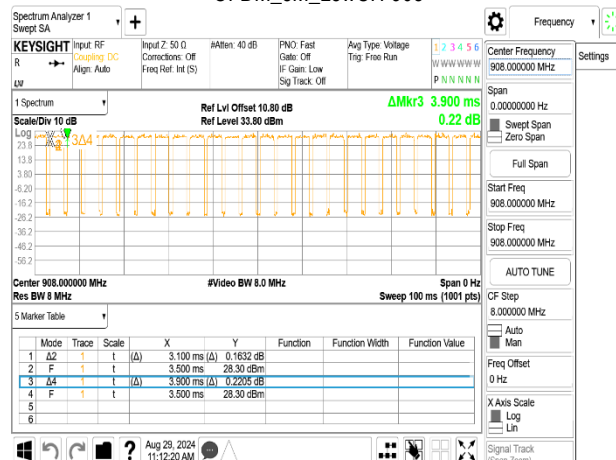 Spectrum Analyzer 1
Swept SA
Frequency
Settings
KEYSIGHT
R
Input: RF
Coupling: DC
Align: Auto
Input Z: 50 Ω
Corrections: Off
Freq Ref: Int (S)
#Atten: 40 dB
PNO: Fast
Gate: Off
IF Gain: Low
Sig Track: Off
Avg Type: Voltage
Trig: Free Run
1 2 3 4 5 6
W W W W W W
P N N N N N
1 Spectrum
Scale/Div 10 dB
Log
Ref Lvl Offset 10.80 dB
Ref Level 33.80 dBm
ΔMkr3 3.900 ms
0.22 dB
3Δ4
23.8
13.8
3.80
-6.20
-16.2
-26.2
-36.2
-46.2
-56.2
Center 908.000000 MHz
Res BW 8 MHz
#Video BW 8.0 MHz
Span 0 Hz
Sweep 100 ms (1001 pts)
5 Marker Table
Mode Trace Scale X Y Function Function Width Function Value
1 Δ2 1 t (Δ) 3.100 ms (Δ) 0.1632 dB
2 F 1 t 3.500 ms 28.30 dBm
3 Δ4 1 t (Δ) 3.900 ms (Δ) 0.2205 dB
4 F 1 t 3.500 ms 28.30 dBm
5
6
Aug 29, 2024
11:12:20 AM
Center Frequency
908.000000 MHz
Span
0.00000000 Hz
Swept Span
Zero Span
Full Span
Start Freq
908.000000 MHz
Stop Freq
908.000000 MHz
AUTO TUNE
CF Step
8.000000 MHz
Auto
Man
Freq Offset
0 Hz
X Axis Scale
Log
Lin
Signal Track
(Span Zoom)